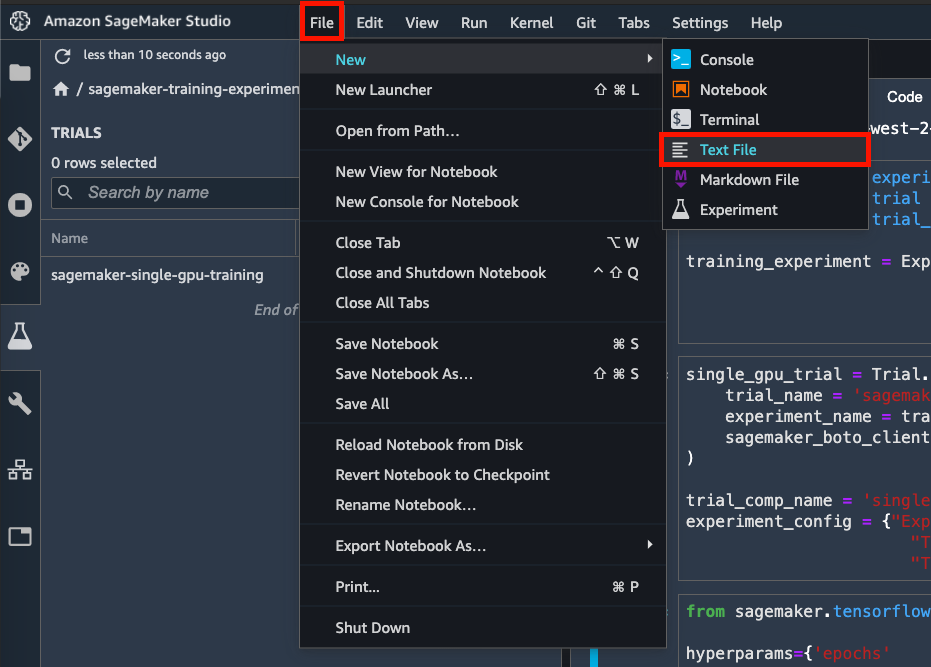 Amazon SageMaker Studio
File Edit View Run Kernel Git Tabs Settings Help
less than 10 seconds ago
/ sagemaker-training-experimen
TRIALS
0 rows selected
Search by name
Name
sagemaker-single-gpu-training
End of
New
New Launcher ⇧ ⌘ L
Open from Path…
New View for Notebook
New Console for Notebook
Close Tab ⌥ W
Close and Shutdown Notebook ^ ⇧ Q
Close All Tabs
Save Notebook ⌘ S
Save Notebook As… ⇧ ⌘ S
Save All
Reload Notebook from Disk
Revert Notebook to Checkpoint
Rename Notebook…
Export Notebook As…
Print... ⌘ P
Shut Down
Console
$_ Notebook
Terminal
Text File
Markdown File
Experiment
Code
west-2
experi
trial
trial_
training_experiment = Exp
single_gpu_trial = Trial.
trial_name = 'sagemak
experiment_name = tra
sagemaker_boto_client
)
trial_comp_name = 'single
experiment_config = {"Exp
"T
"T
from sagemaker.tensorflow
hyperparams={'epochs'